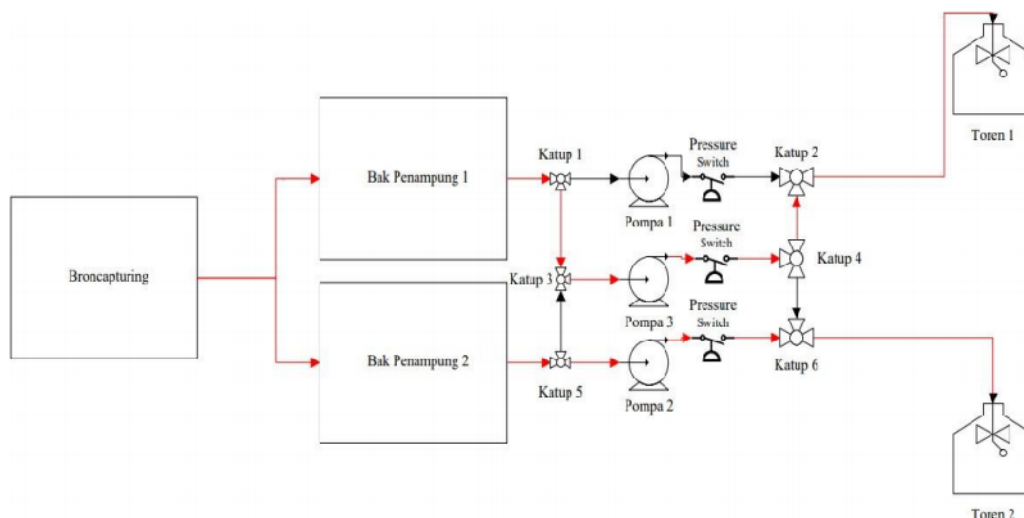 Toren 1
Pressure
Switch
Katup 1
Katup 2
Bak Penampung 1
Pompa 1
Pressure
Switch
Broncapturing
Katup 3
Katup 4
Pompa 3
Pressure
Switch
Bak Penampung 2
Katup 5
Katup 6
Pompa 2
Toren 2